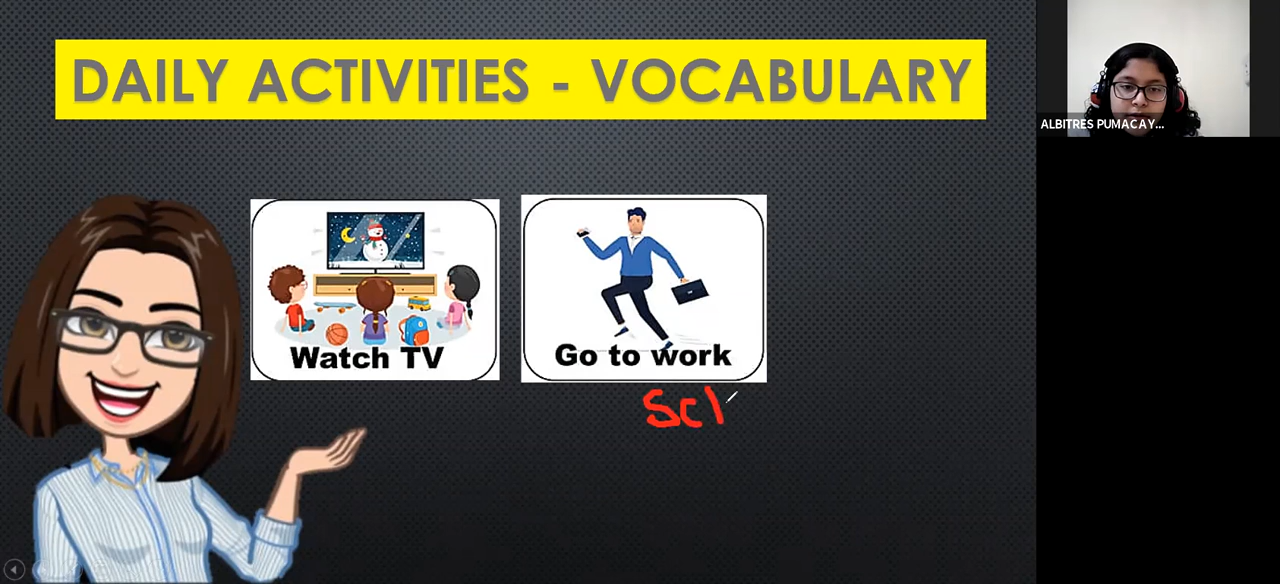 DAILY ACTIVITIES - VOCABULARY
ALBITRES PUMACAY...
Watch TV
Go to work
Scl